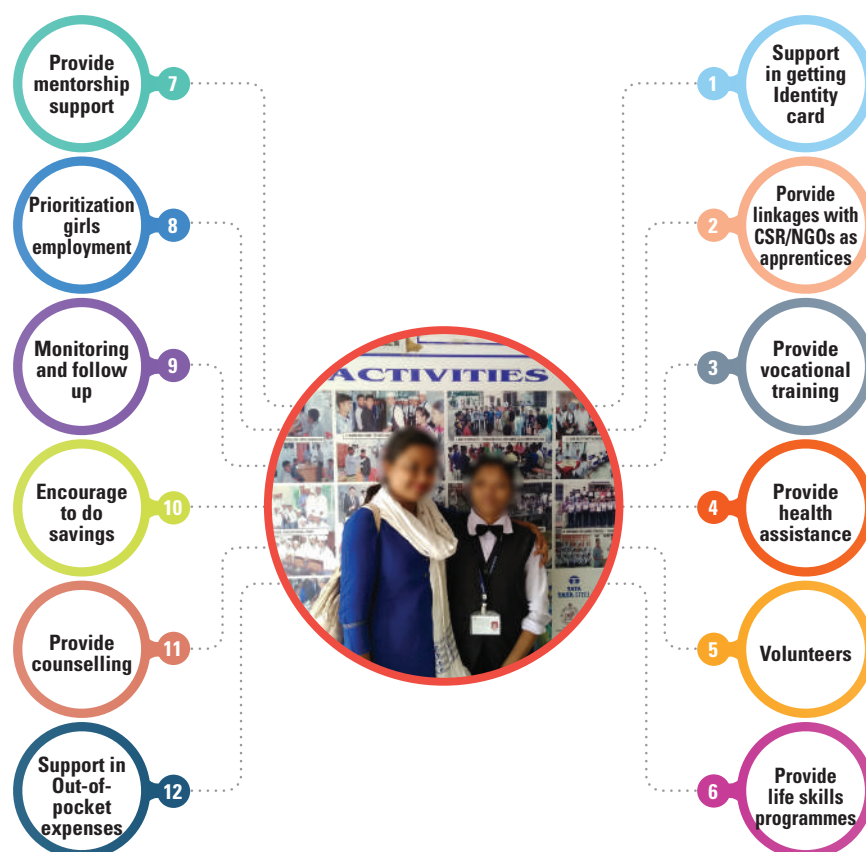 1
Support
in getting
Identity
card
2
Porvide
linkages with
CSR/NGOs as
apprentices
3
Provide
vocational
training
4
Provide
health
assistance
5
Volunteers
6
Provide
life skills
programmes
7
Provide
mentorship
support
8
Prioritization
girls
employment
9
Monitoring
and follow
up
10
Encourage
to do
savings
11
Provide
counselling
12
Support in
Out-of-
pocket
expenses
ACTIVITIES
TATA